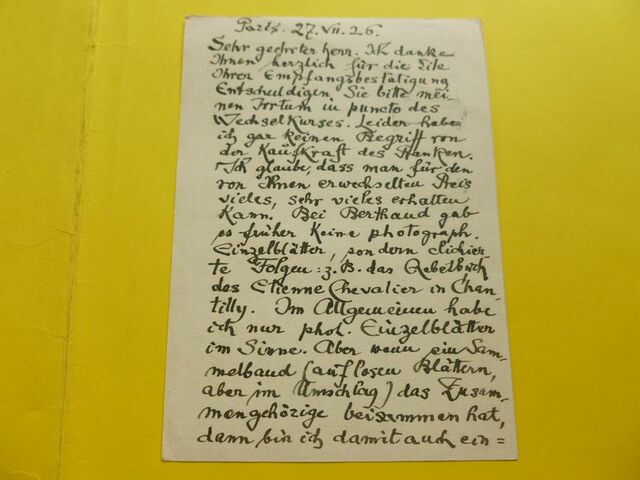 Paris. 27.VII.26.
Sehr geehrter Herr. Ich danke
Ihnen herzlich für die Eile
Ihrer Empfangsbestätigung
Entschuldigen Sie bitte mei-
nen Irrtum in puncto des
Wechselkurses. Leider habe
ich gar keinen Begriff von
der Kaufkraft des Franken.
Ich glaube, dass man für den
von Ihnen erwechselten Preis
vieles, sehr vieles erhalten
kann. Bei Berthaud gab
es früher keine photograph.
Einzelblätter, sondern clichier-
te Folgen: z.B. das Gebetbuch
des Etienne Chevalier in Chan-
tilly. Im Allgemeinen habe
ich nur phot. Einzelblätter
im Sinne. Aber wenn ein Sam-
melband (auf losen Blättern,
aber im Umschlag) das Zusam-
mengehörige beisammen hat,
dann bin ich damit auch ein=